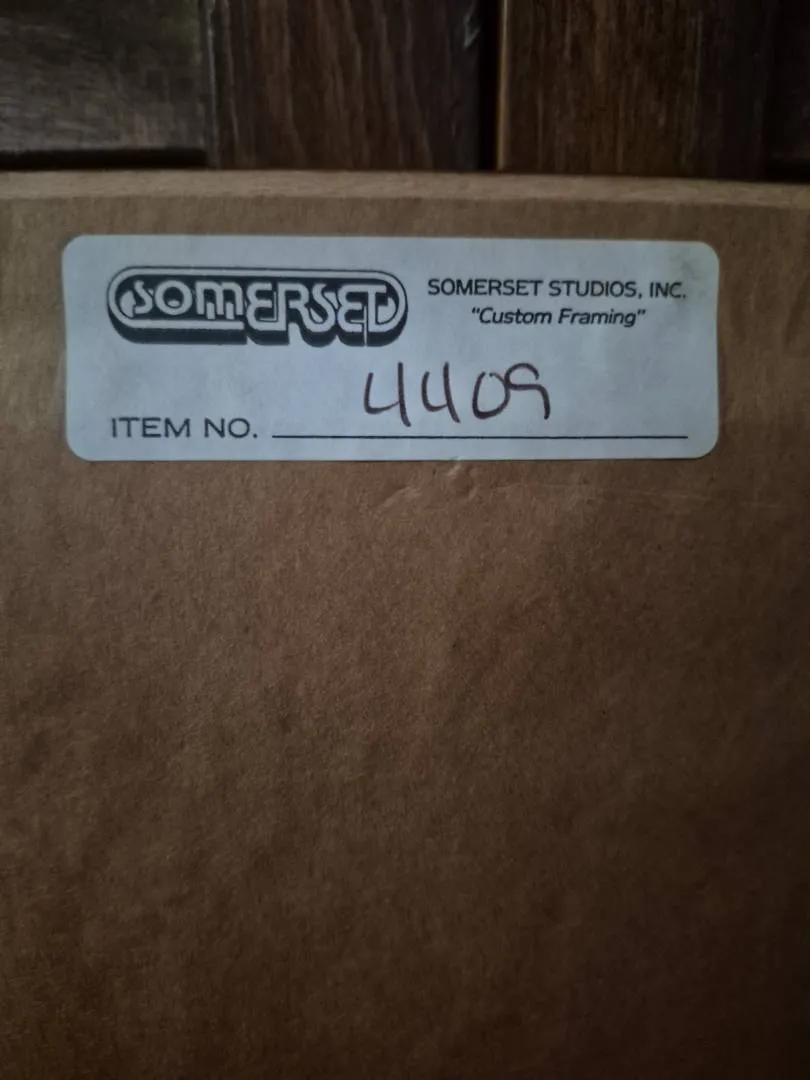 SOMERSET
SOMERSET STUDIOS, INC.
"Custom Framing"
ITEM NO. 4409